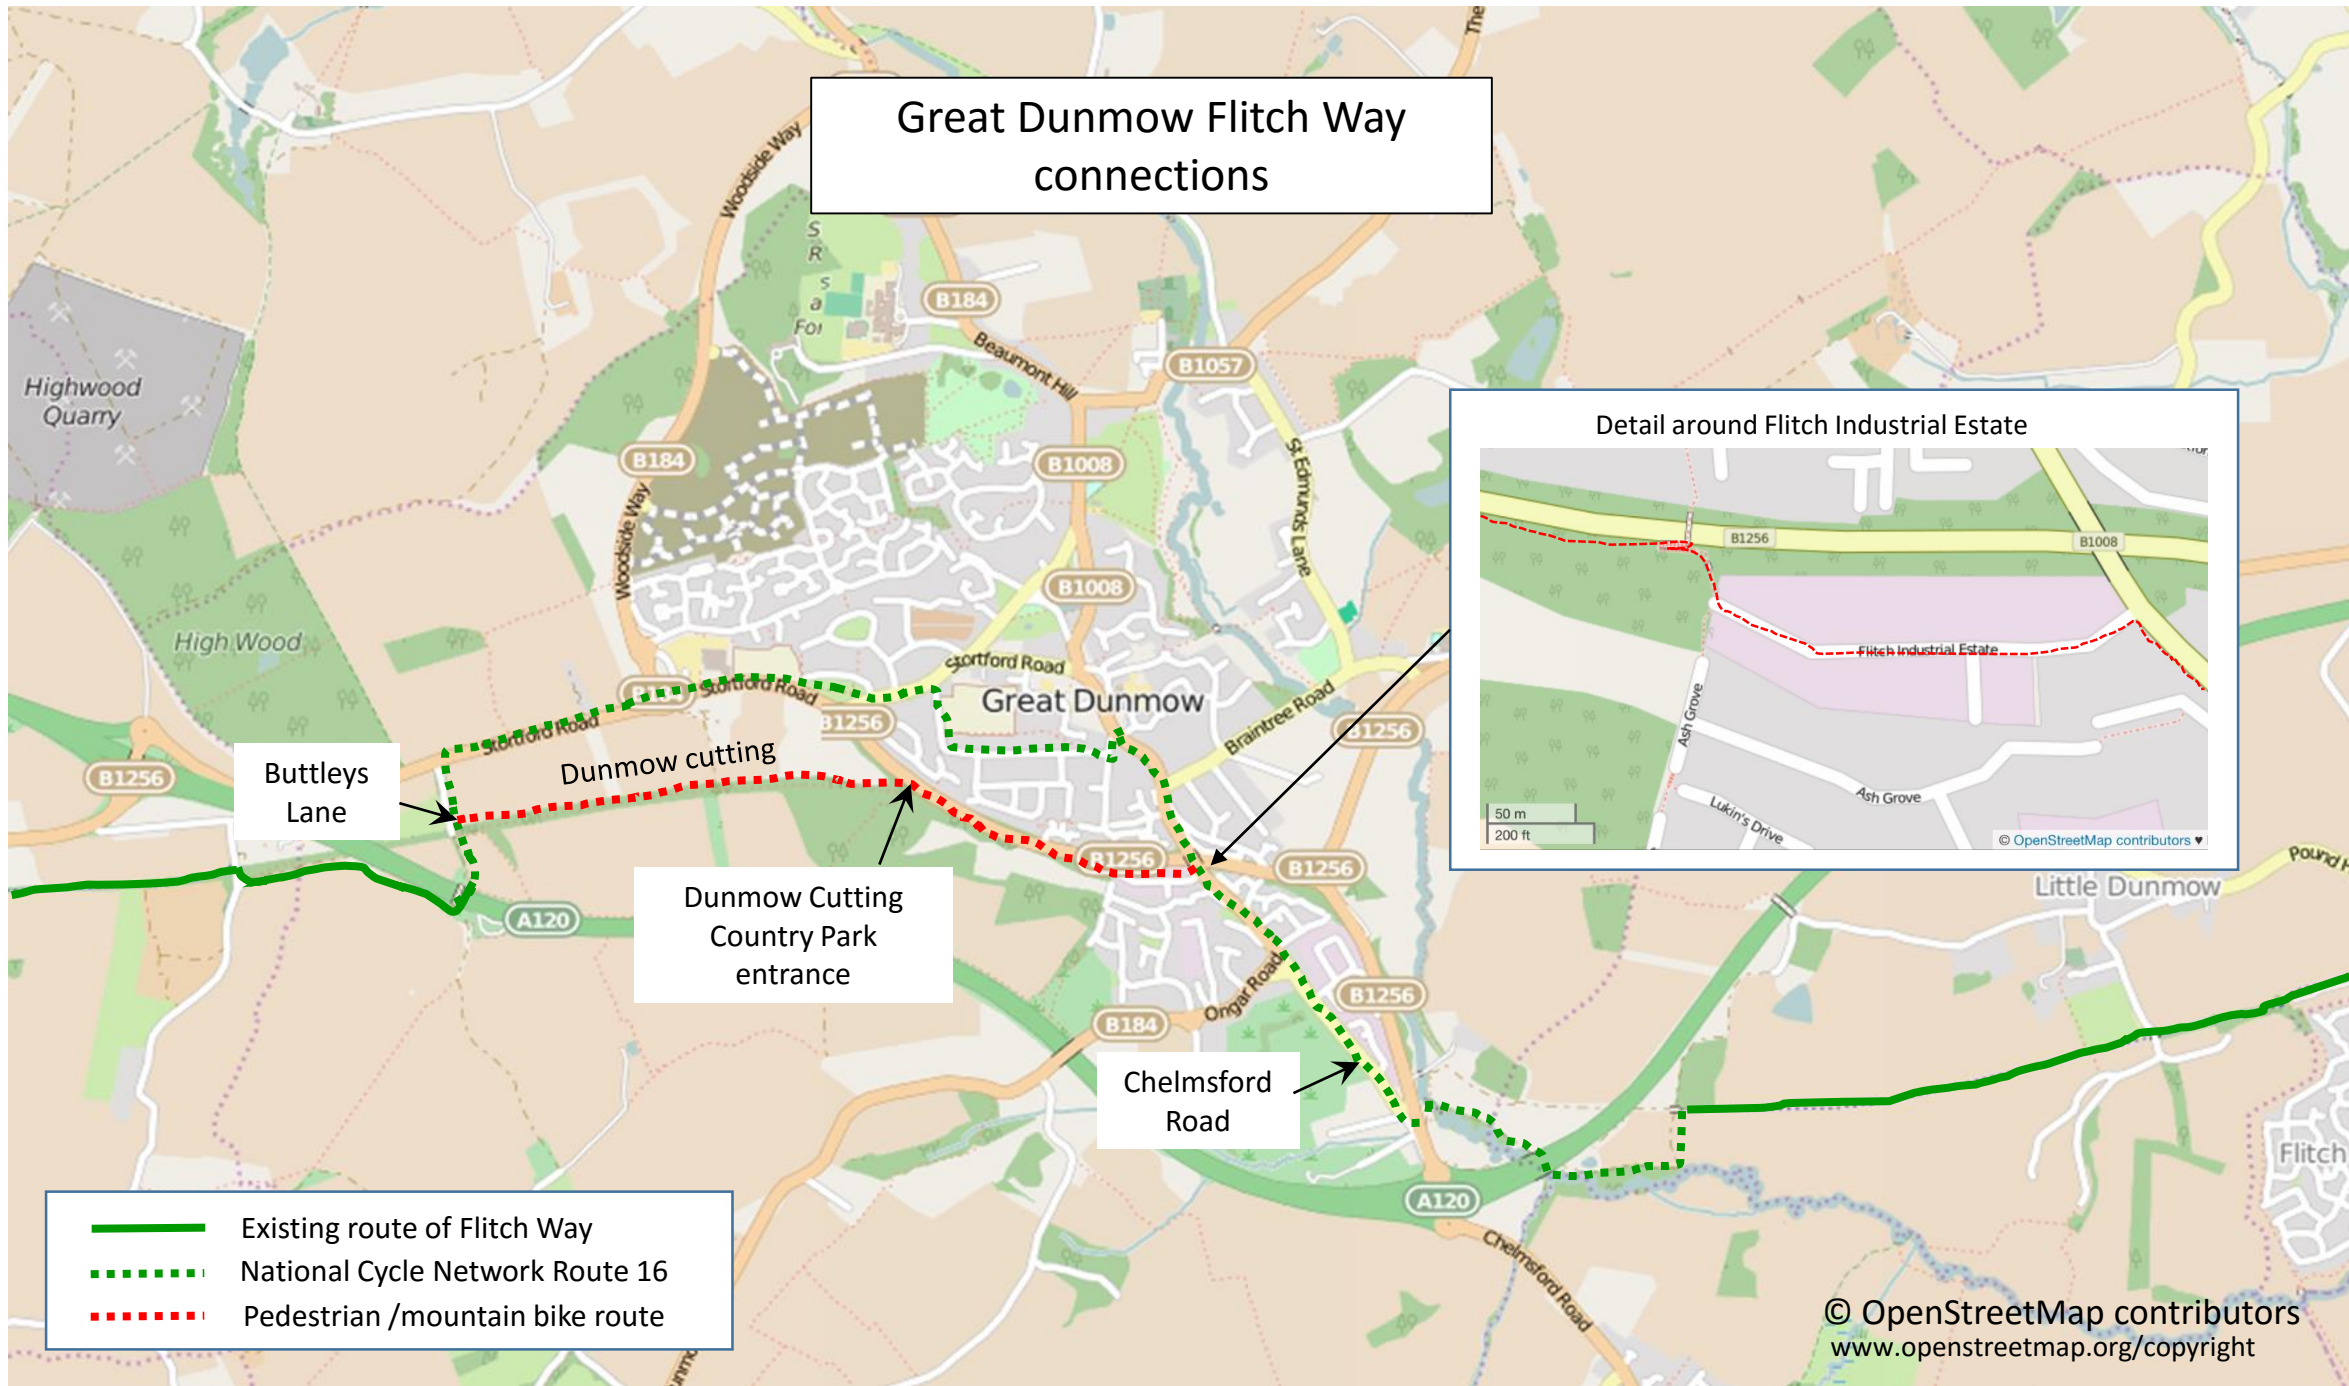 Great Dunmow Flitch Way
connections
The
Woodside Way
S
R
s
a
For
B184
Beaumont Hill
B1057
Highwood
Quarry
B184
B1008
St Edmunds Lane
Woodside Way
B1008
High Wood
Stortford Road
B184
Stortford Road
Great Dunmow
B1256
Stortford Road
Braintree Road
B1256
Dunmow cutting
B1256
Buttleys
Lane
B1256
B1256
A120
Dunmow Cutting
Country Park
entrance
Ongar Road
B1256
B184
Chelmsford
Road
A120
Chelmsford Road
Detail around Flitch Industrial Estate
B1256
B1008
Flitch Industrial Estate
Ash Grove
Ash Grove
Lukin's Drive
50 m
200 ft
© OpenStreetMap contributors ♥
Pound H
Little Dunmow
Flitch
Existing route of Flitch Way
National Cycle Network Route 16
Pedestrian /mountain bike route
© OpenStreetMap contributors
www.openstreetmap.org/copyright